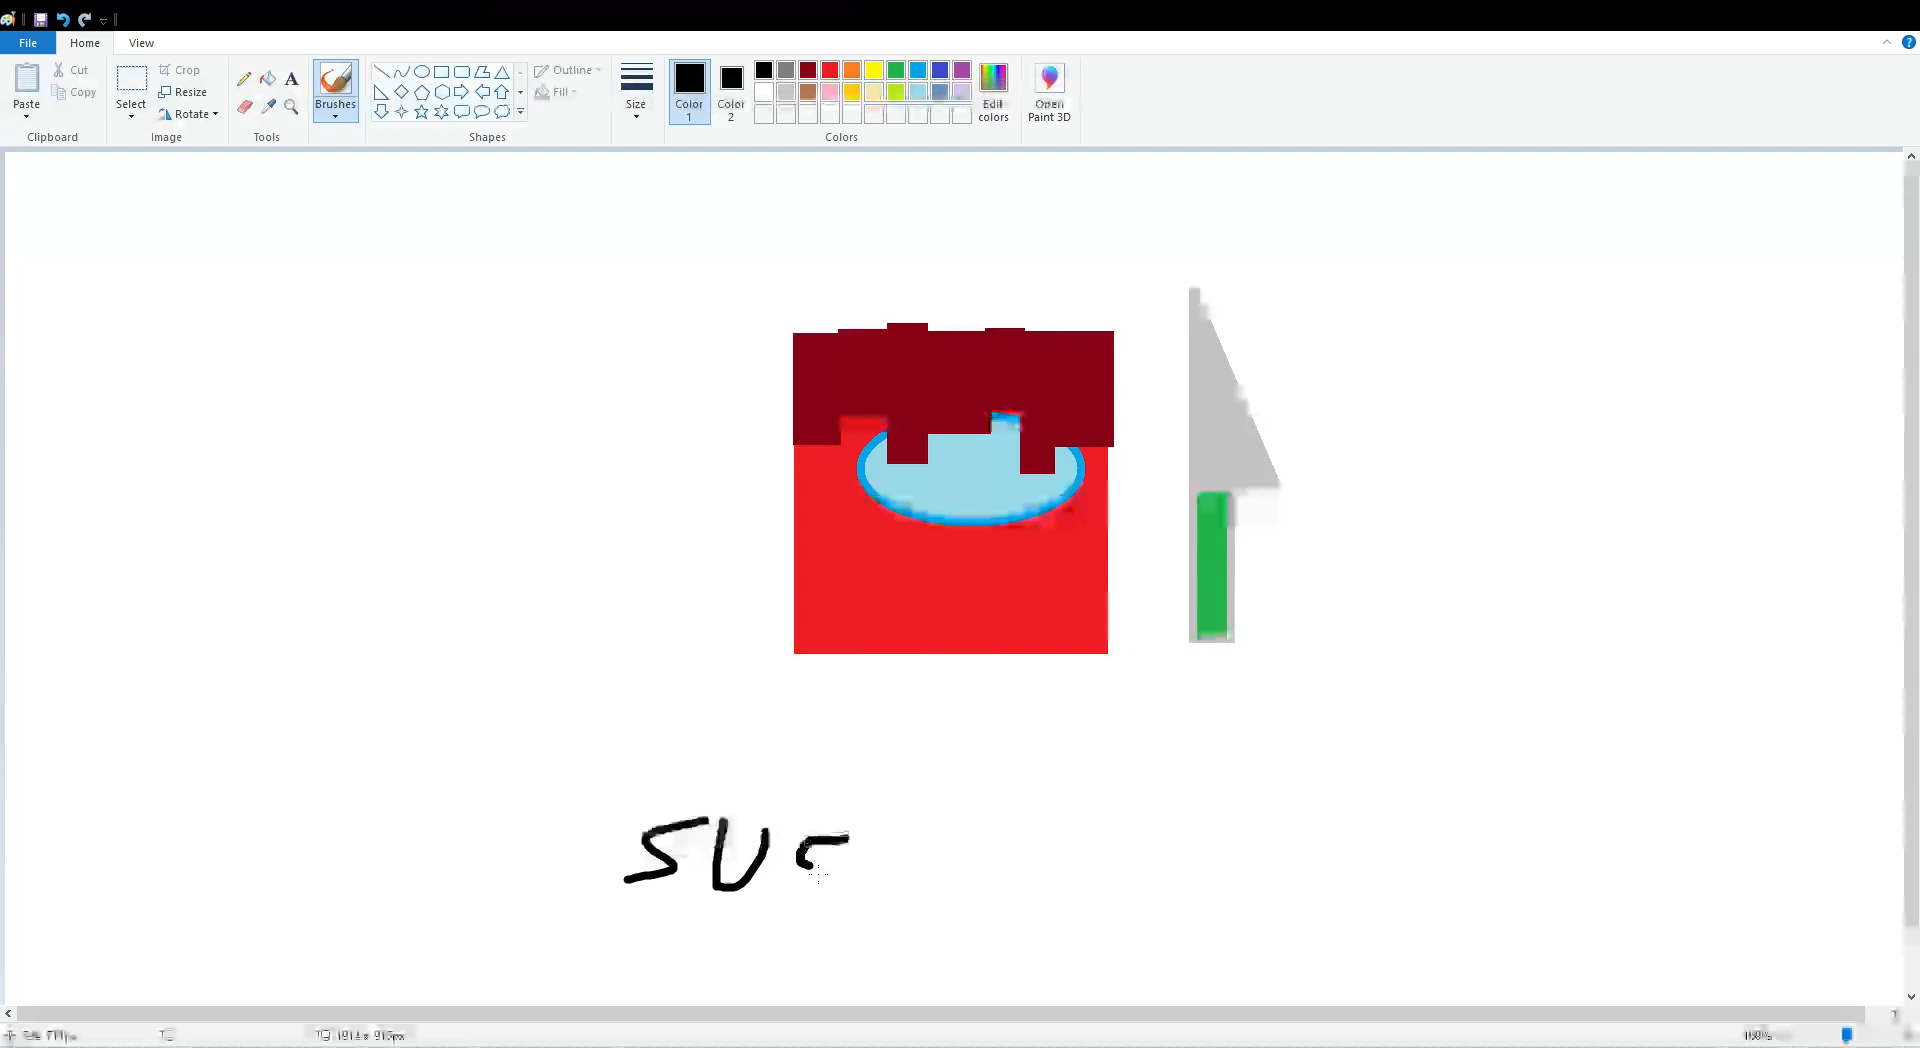 File Home View
Paste
Cut
Copy
Clipboard
Select
Crop
Resize
Rotate
Image
A
Tools
Brushes
Shapes
Outline
Fill
Size
Color 1
Color 2
Edit colors
Colors
Open Paint 3D
SU